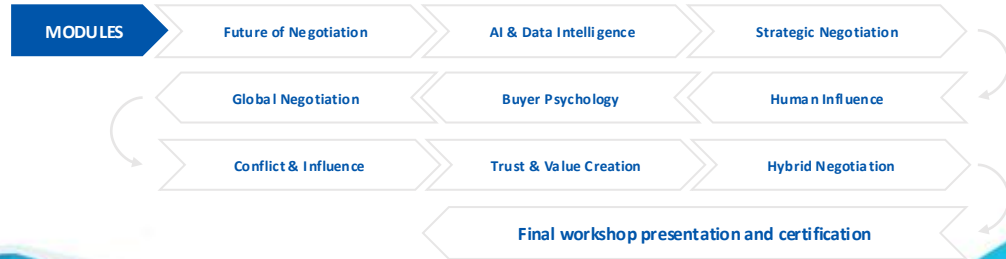 MODULES
Future of Negotiation
AI & Data Intelligence
Strategic Negotiation
Global Negotiation
Buyer Psychology
Human Influence
Conflict & Influence
Trust & Value Creation
Hybrid Negotiation
Final workshop presentation and certification